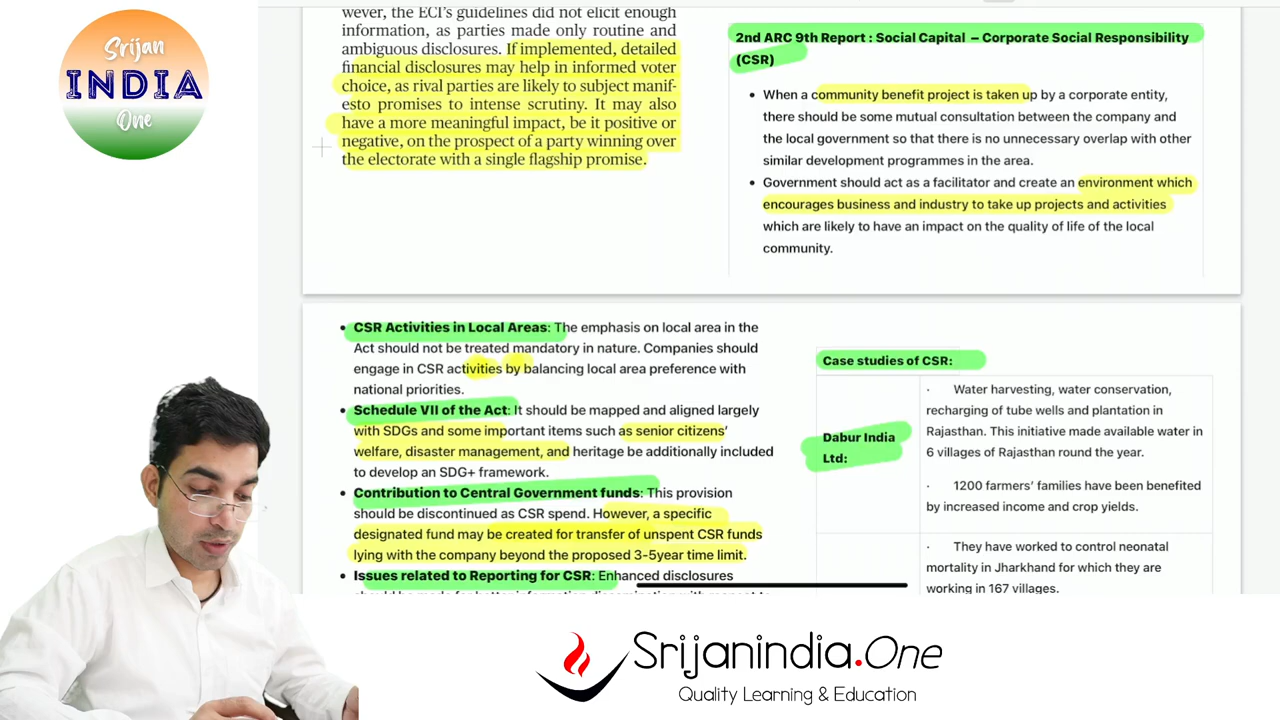 Srijan
INDIA
One
wever, the ECI's guidelines did not elicit enough
information, as parties made only routine and
ambiguous disclosures. If implemented, detailed
financial disclosures may help in informed voter
choice, as rival parties are likely to subject manif-
esto promises to intense scrutiny. It may also
have a more meaningful impact, be it positive or
negative, on the prospect of a party winning over
the electorate with a single flagship promise.
2nd ARC 9th Report : Social Capital – Corporate Social Responsibility
(CSR)
• When a community benefit project is taken up by a corporate entity,
there should be some mutual consultation between the company and
the local government so that there is no unnecessary overlap with other
similar development programmes in the area.
• Government should act as a facilitator and create an environment which
encourages business and industry to take up projects and activities
which are likely to have an impact on the quality of life of the local
community.
• CSR Activities in Local Areas: The emphasis on local area in the
Act should not be treated mandatory in nature. Companies should
engage in CSR activities by balancing local area preference with
national priorities.
• Schedule VII of the Act: It should be mapped and aligned largely
with SDGs and some important items such as senior citizens'
welfare, disaster management, and heritage be additionally included
to develop an SDG+ framework.
• Contribution to Central Government funds: This provision
should be discontinued as CSR spend. However, a specific
designated fund may be created for transfer of unspent CSR funds
lying with the company beyond the proposed 3-5year time limit.
• Issues related to Reporting for CSR: Enhanced disclosures
Case studies of CSR:
Dabur India
Ltd:
· Water harvesting, water conservation,
recharging of tube wells and plantation in
Rajasthan. This initiative made available water in
6 villages of Rajasthan round the year.
· 1200 farmers' families have been benefited
by increased income and crop yields.
· They have worked to control neonatal
mortality in Jharkhand for which they are
working in 167 villages.
Srijanindia.One
Quality Learning & Education